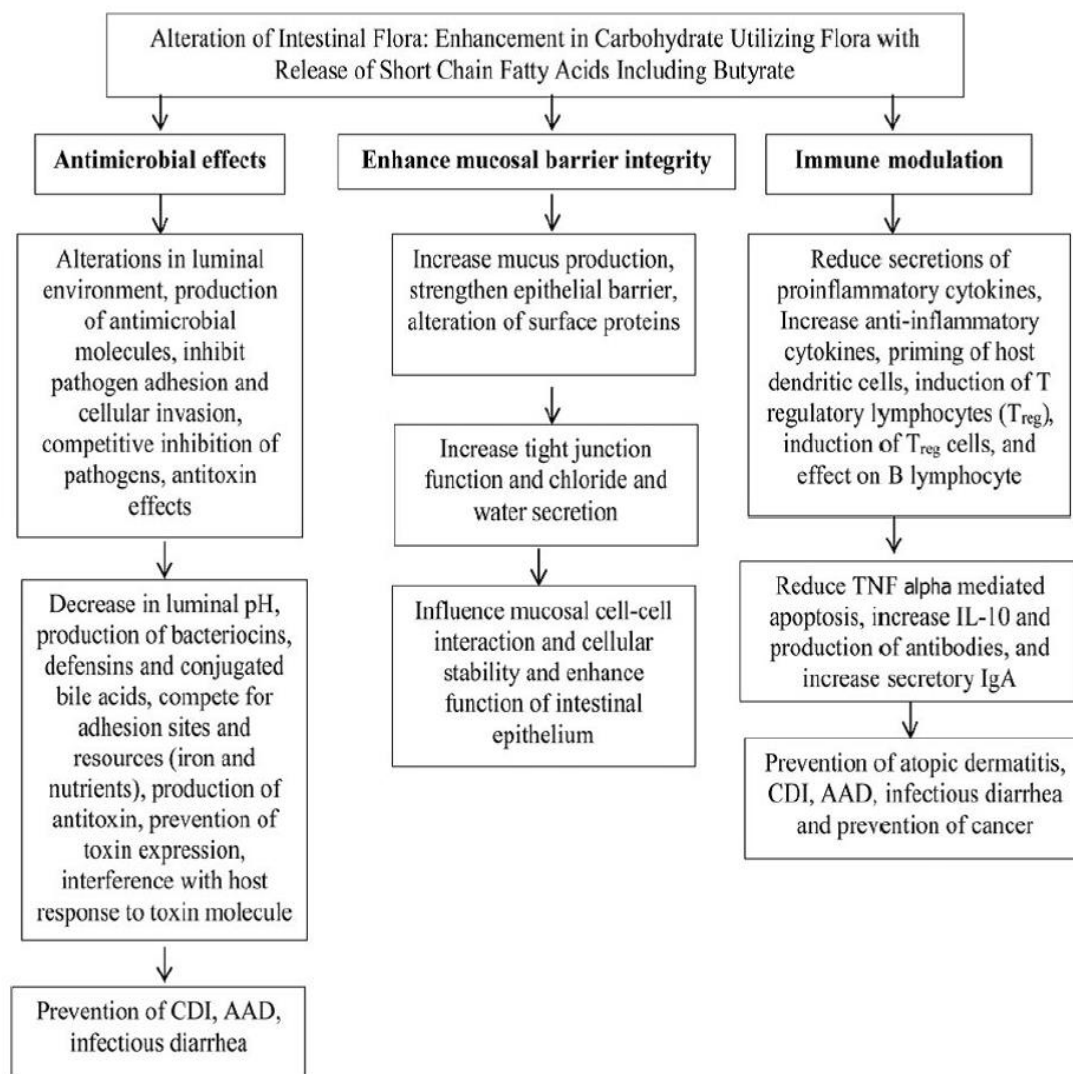 Alteration of Intestinal Flora: Enhancement in Carbohydrate Utilizing Flora with
Release of Short Chain Fatty Acids Including Butyrate
Antimicrobial effects
Alterations in luminal
environment, production
of antimicrobial
molecules, inhibit
pathogen adhesion and
cellular invasion,
competitive inhibition of
pathogens, antitoxin
effects
Decrease in luminal pH,
production of bacteriocins,
defensins and conjugated
bile acids, compete for
adhesion sites and
resources (iron and
nutrients), production of
antitoxin, prevention of
toxin expression,
interference with host
response to toxin molecule
Prevention of CDI, AAD,
infectious diarrhea
Enhance mucosal barrier integrity
Increase mucus production,
strengthen epithelial barrier,
alteration of surface proteins
Increase tight junction
function and chloride and
water secretion
Influence mucosal cell-cell
interaction and cellular
stability and enhance
function of intestinal
epithelium
Immune modulation
Reduce secretions of
proinflammatory cytokines,
Increase anti-inflammatory
cytokines, priming of host
dendritic cells, induction of T
regulatory lymphocytes (Treg),
induction of Treg cells, and
effect on B lymphocyte
Reduce TNF alpha mediated
apoptosis, increase IL-10 and
production of antibodies, and
increase secretory IgA
Prevention of atopic dermatitis,
CDI, AAD, infectious diarrhea
and prevention of cancer